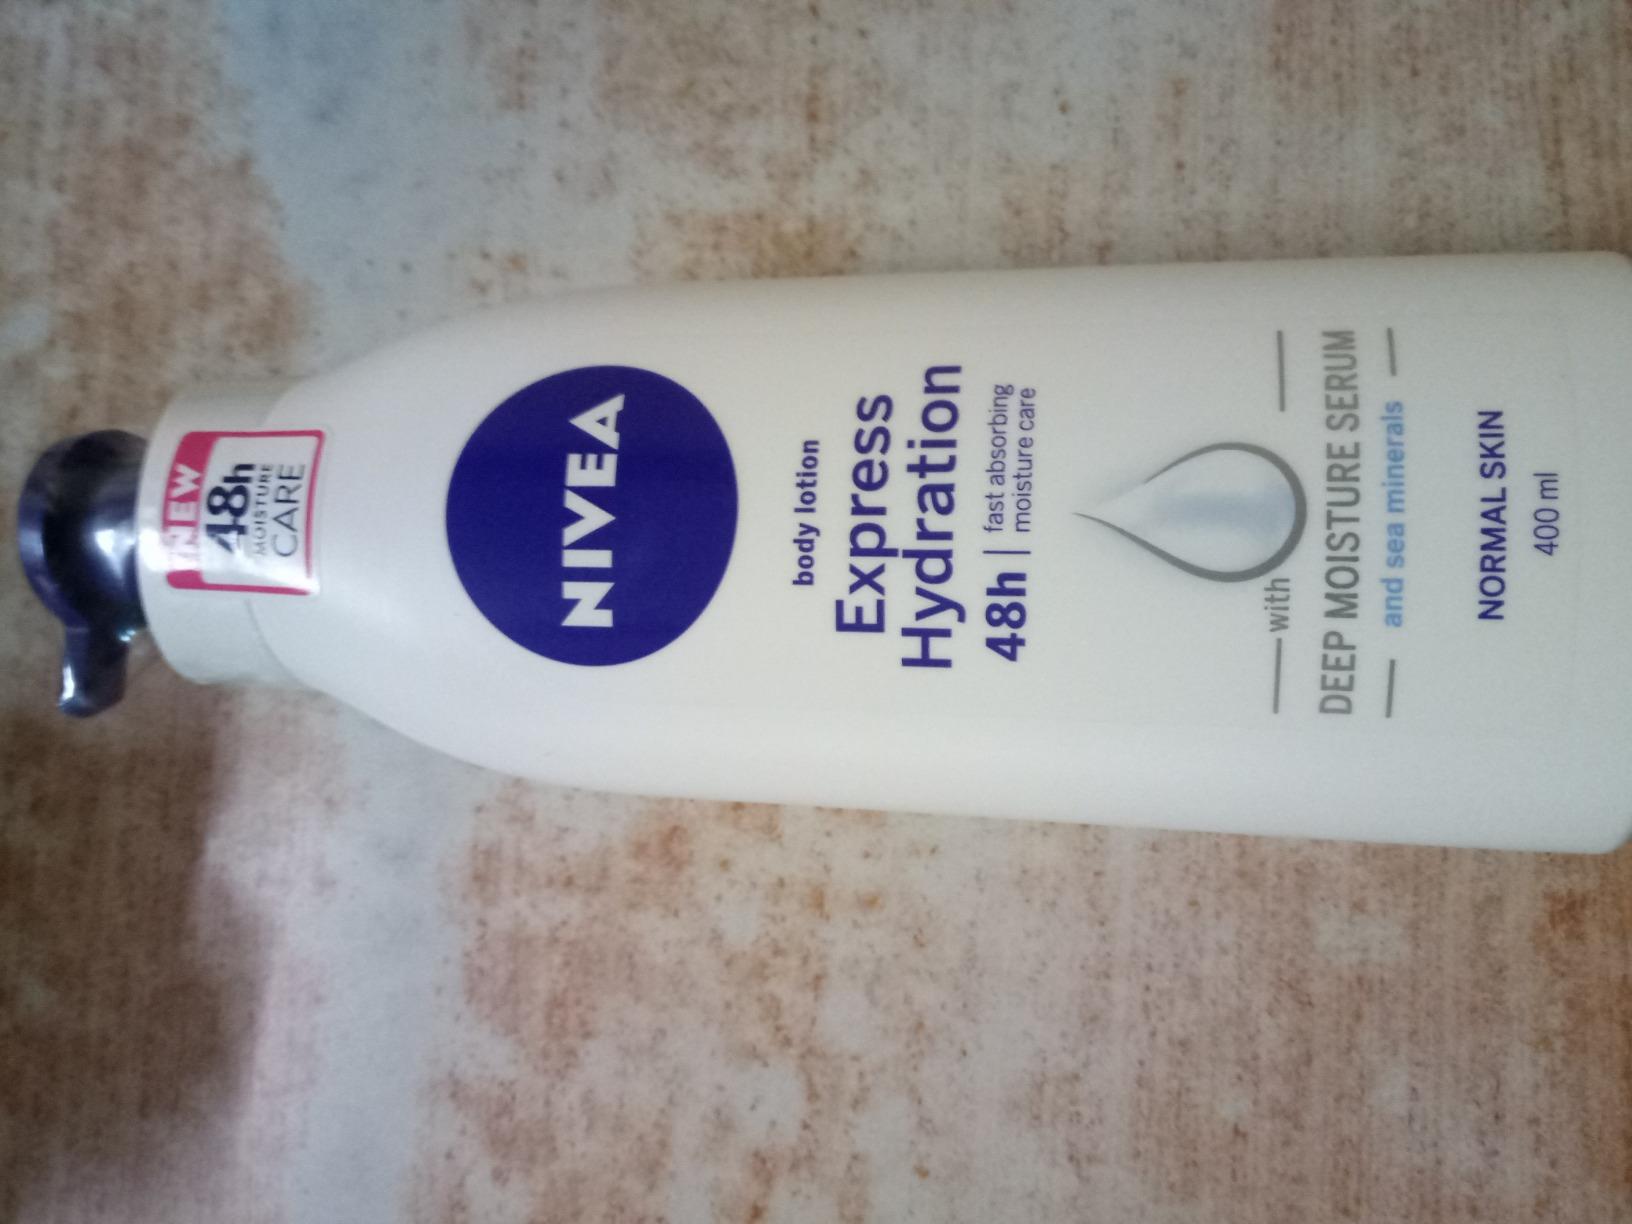 NEW
48h
MOISTURE
CARE
NIVEA
body lotion
Express
Hydration
48h | fast absorbing
moisture care
with
DEEP MOISTURE SERUM
and sea minerals
NORMAL SKIN
400 ml